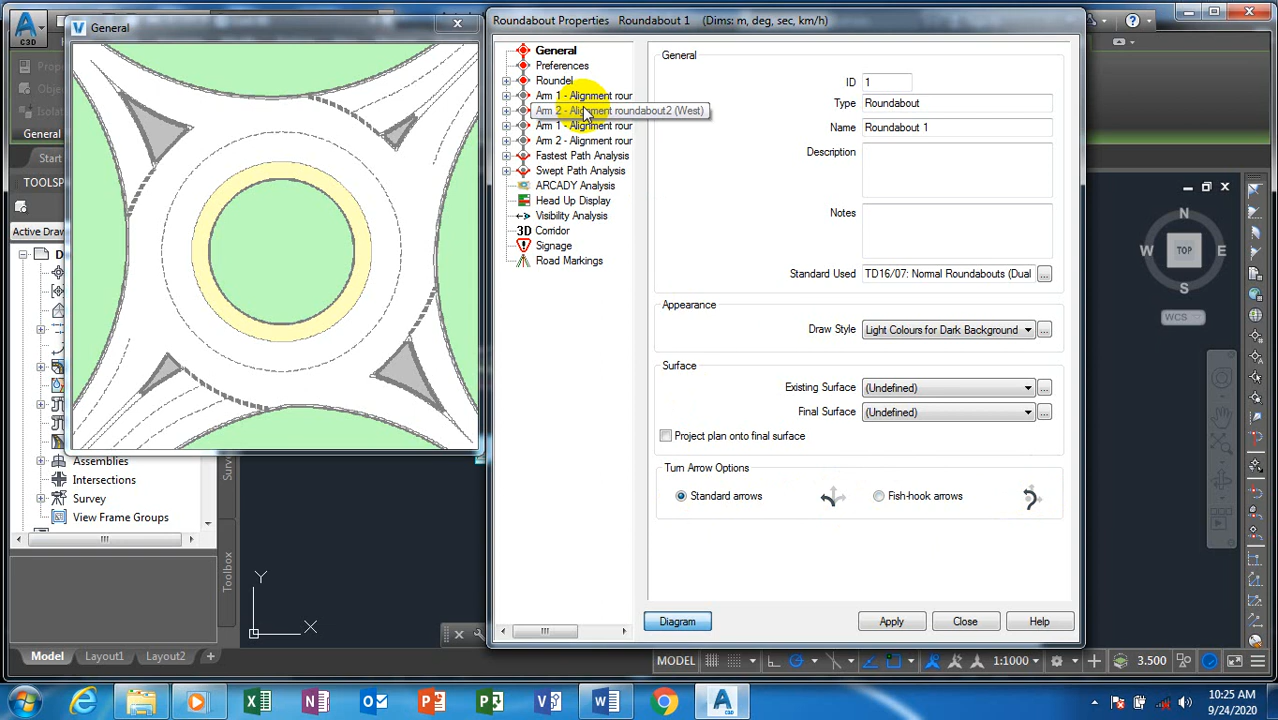 General
Roundabout Properties Roundabout 1 (Dims: m, deg, sec, km/h)
C3D
General
Start
TOOLSP
Active Draw
D
Assemblies
Intersections
Survey
View Frame Groups
Toolbox
General
Preferences
Roundel
Arm 1 - Alignment rour
Arm 2 - Alignment roundabout2 (West)
Arm 1 - Alignment rour
Arm 2 - Alignment rour
Fastest Path Analysis
Swept Path Analysis
ARCADY Analysis
Head Up Display
Visibility Analysis
3D Corridor
Signage
Road Markings
General
ID 1
Type Roundabout
Name Roundabout 1
Description
Notes
Standard Used TD16/07: Normal Roundabouts (Dual ...
Appearance
Draw Style Light Colours for Dark Background ...
Surface
Existing Surface (Undefined) ...
Final Surface (Undefined) ...
Project plan onto final surface
Turn Arrow Options
Standard arrows Fish-hook arrows
Diagram Apply Close Help
N
W TOP E
S
WCS
Y
X
Model Layout1 Layout2 +
MODEL 1:1000 3.500
10:25 AM
9/24/2020